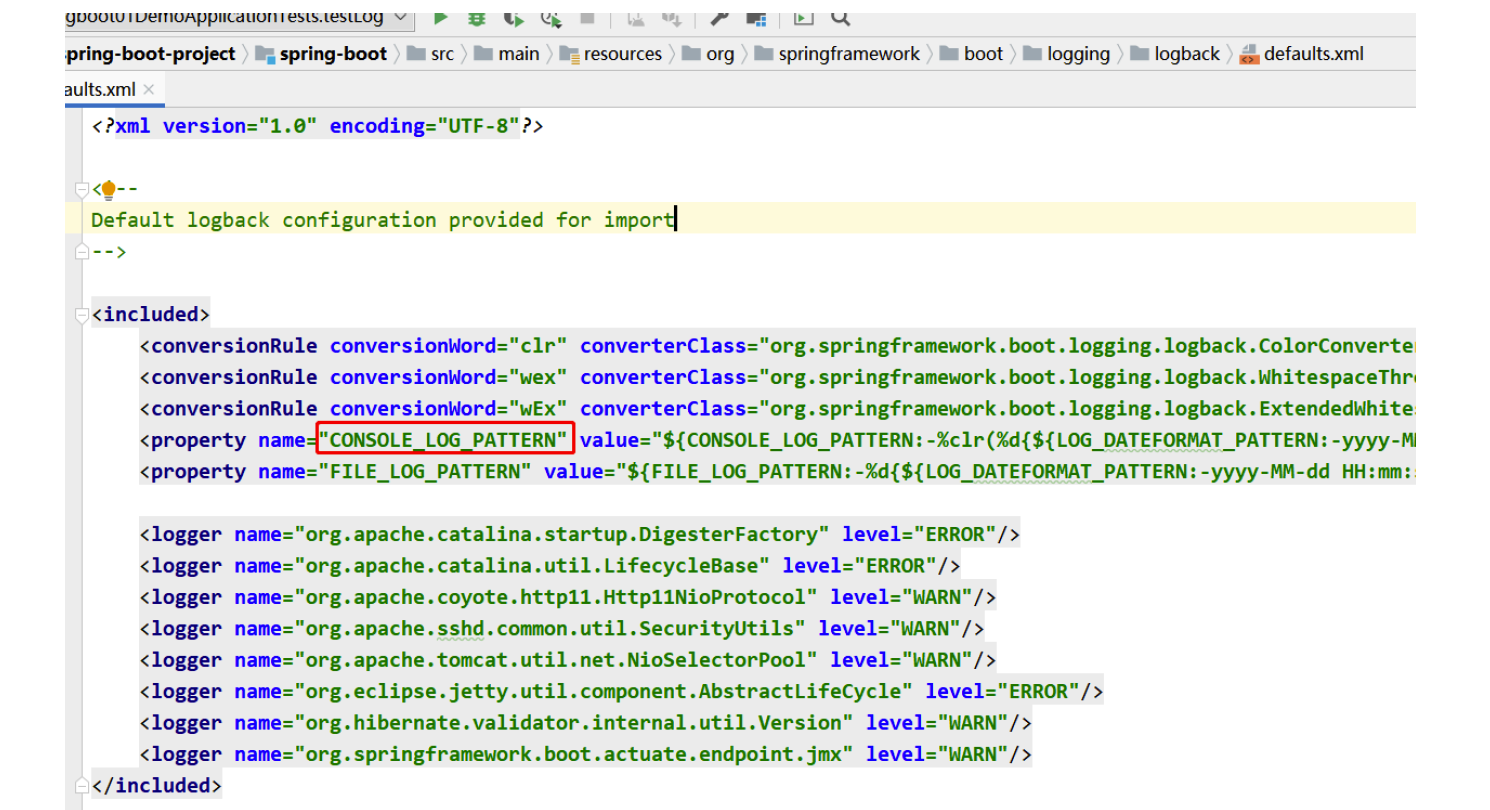 gboot01DemoApplicationTests.testLog
spring-boot-project spring-boot src main resources org springframework boot logging logback defaults.xml
aults.xml
<?xml version="1.0" encoding="UTF-8"?>
<--
Default logback configuration provided for import
-->
<included>
<conversionRule conversionWord="clr" converterClass="org.springframework.boot.logging.logback.ColorConverte
<conversionRule conversionWord="wex" converterClass="org.springframework.boot.logging.logback.WhitespaceThr
<conversionRule conversionWord="wEx" converterClass="org.springframework.boot.logging.logback.ExtendedWhite
<property name="CONSOLE_LOG_PATTERN" value="${CONSOLE_LOG_PATTERN:-%clr(%d{${LOG_DATEFORMAT_PATTERN:-yyyy-M
<property name="FILE_LOG_PATTERN" value="${FILE_LOG_PATTERN:-%d{${LOG_DATEFORMAT_PATTERN:-yyyy-MM-dd HH:mm:
<logger name="org.apache.catalina.startup.DigesterFactory" level="ERROR"/>
<logger name="org.apache.catalina.util.LifecycleBase" level="ERROR"/>
<logger name="org.apache.coyote.http11.Http11NioProtocol" level="WARN"/>
<logger name="org.apache.sshd.common.util.SecurityUtils" level="WARN"/>
<logger name="org.apache.tomcat.util.net.NioSelectorPool" level="WARN"/>
<logger name="org.eclipse.jetty.util.component.AbstractLifeCycle" level="ERROR"/>
<logger name="org.hibernate.validator.internal.util.Version" level="WARN"/>
<logger name="org.springframework.boot.actuate.endpoint.jmx" level="WARN"/>
</included>